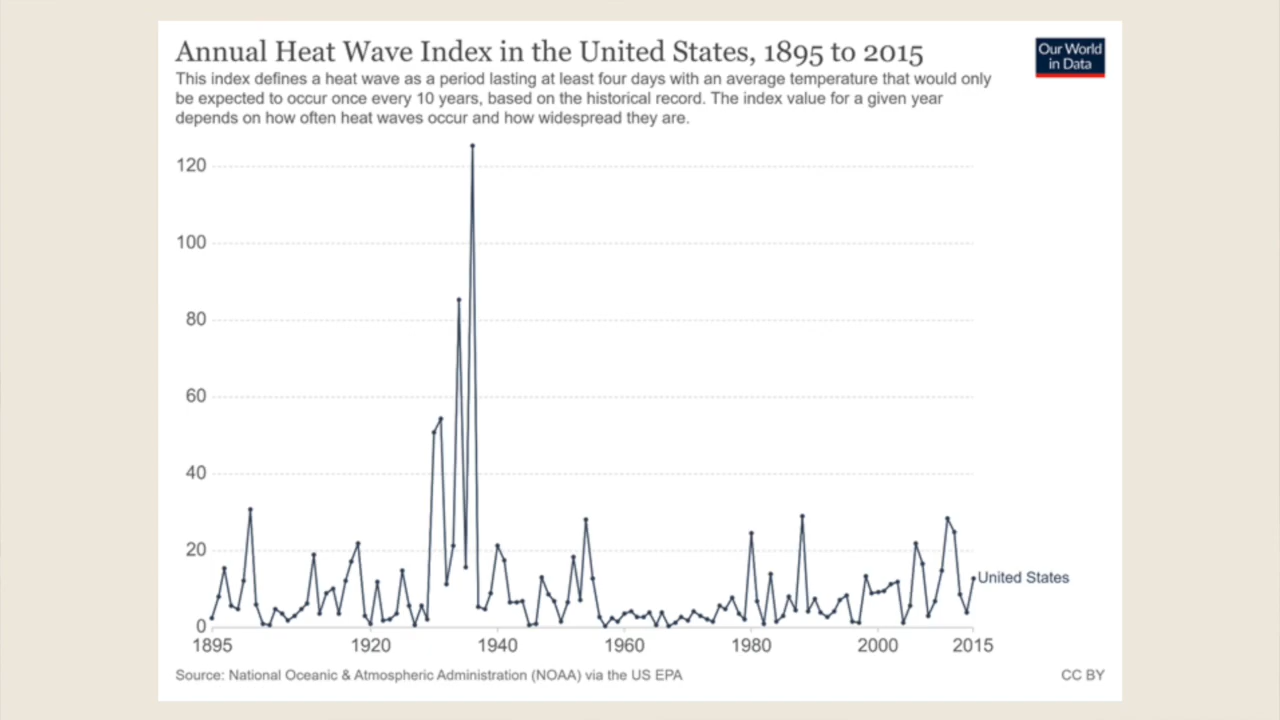 Annual Heat Wave Index in the United States, 1895 to 2015
Our World
in Data
This index defines a heat wave as a period lasting at least four days with an average temperature that would only
be expected to occur once every 10 years, based on the historical record. The index value for a given year
depends on how often heat waves occur and how widespread they are.
120
100
80
60
40
20
0
United States
1895 1920 1940 1960 1980 2000 2015
Source: National Oceanic & Atmospheric Administration (NOAA) via the US EPA
CC BY